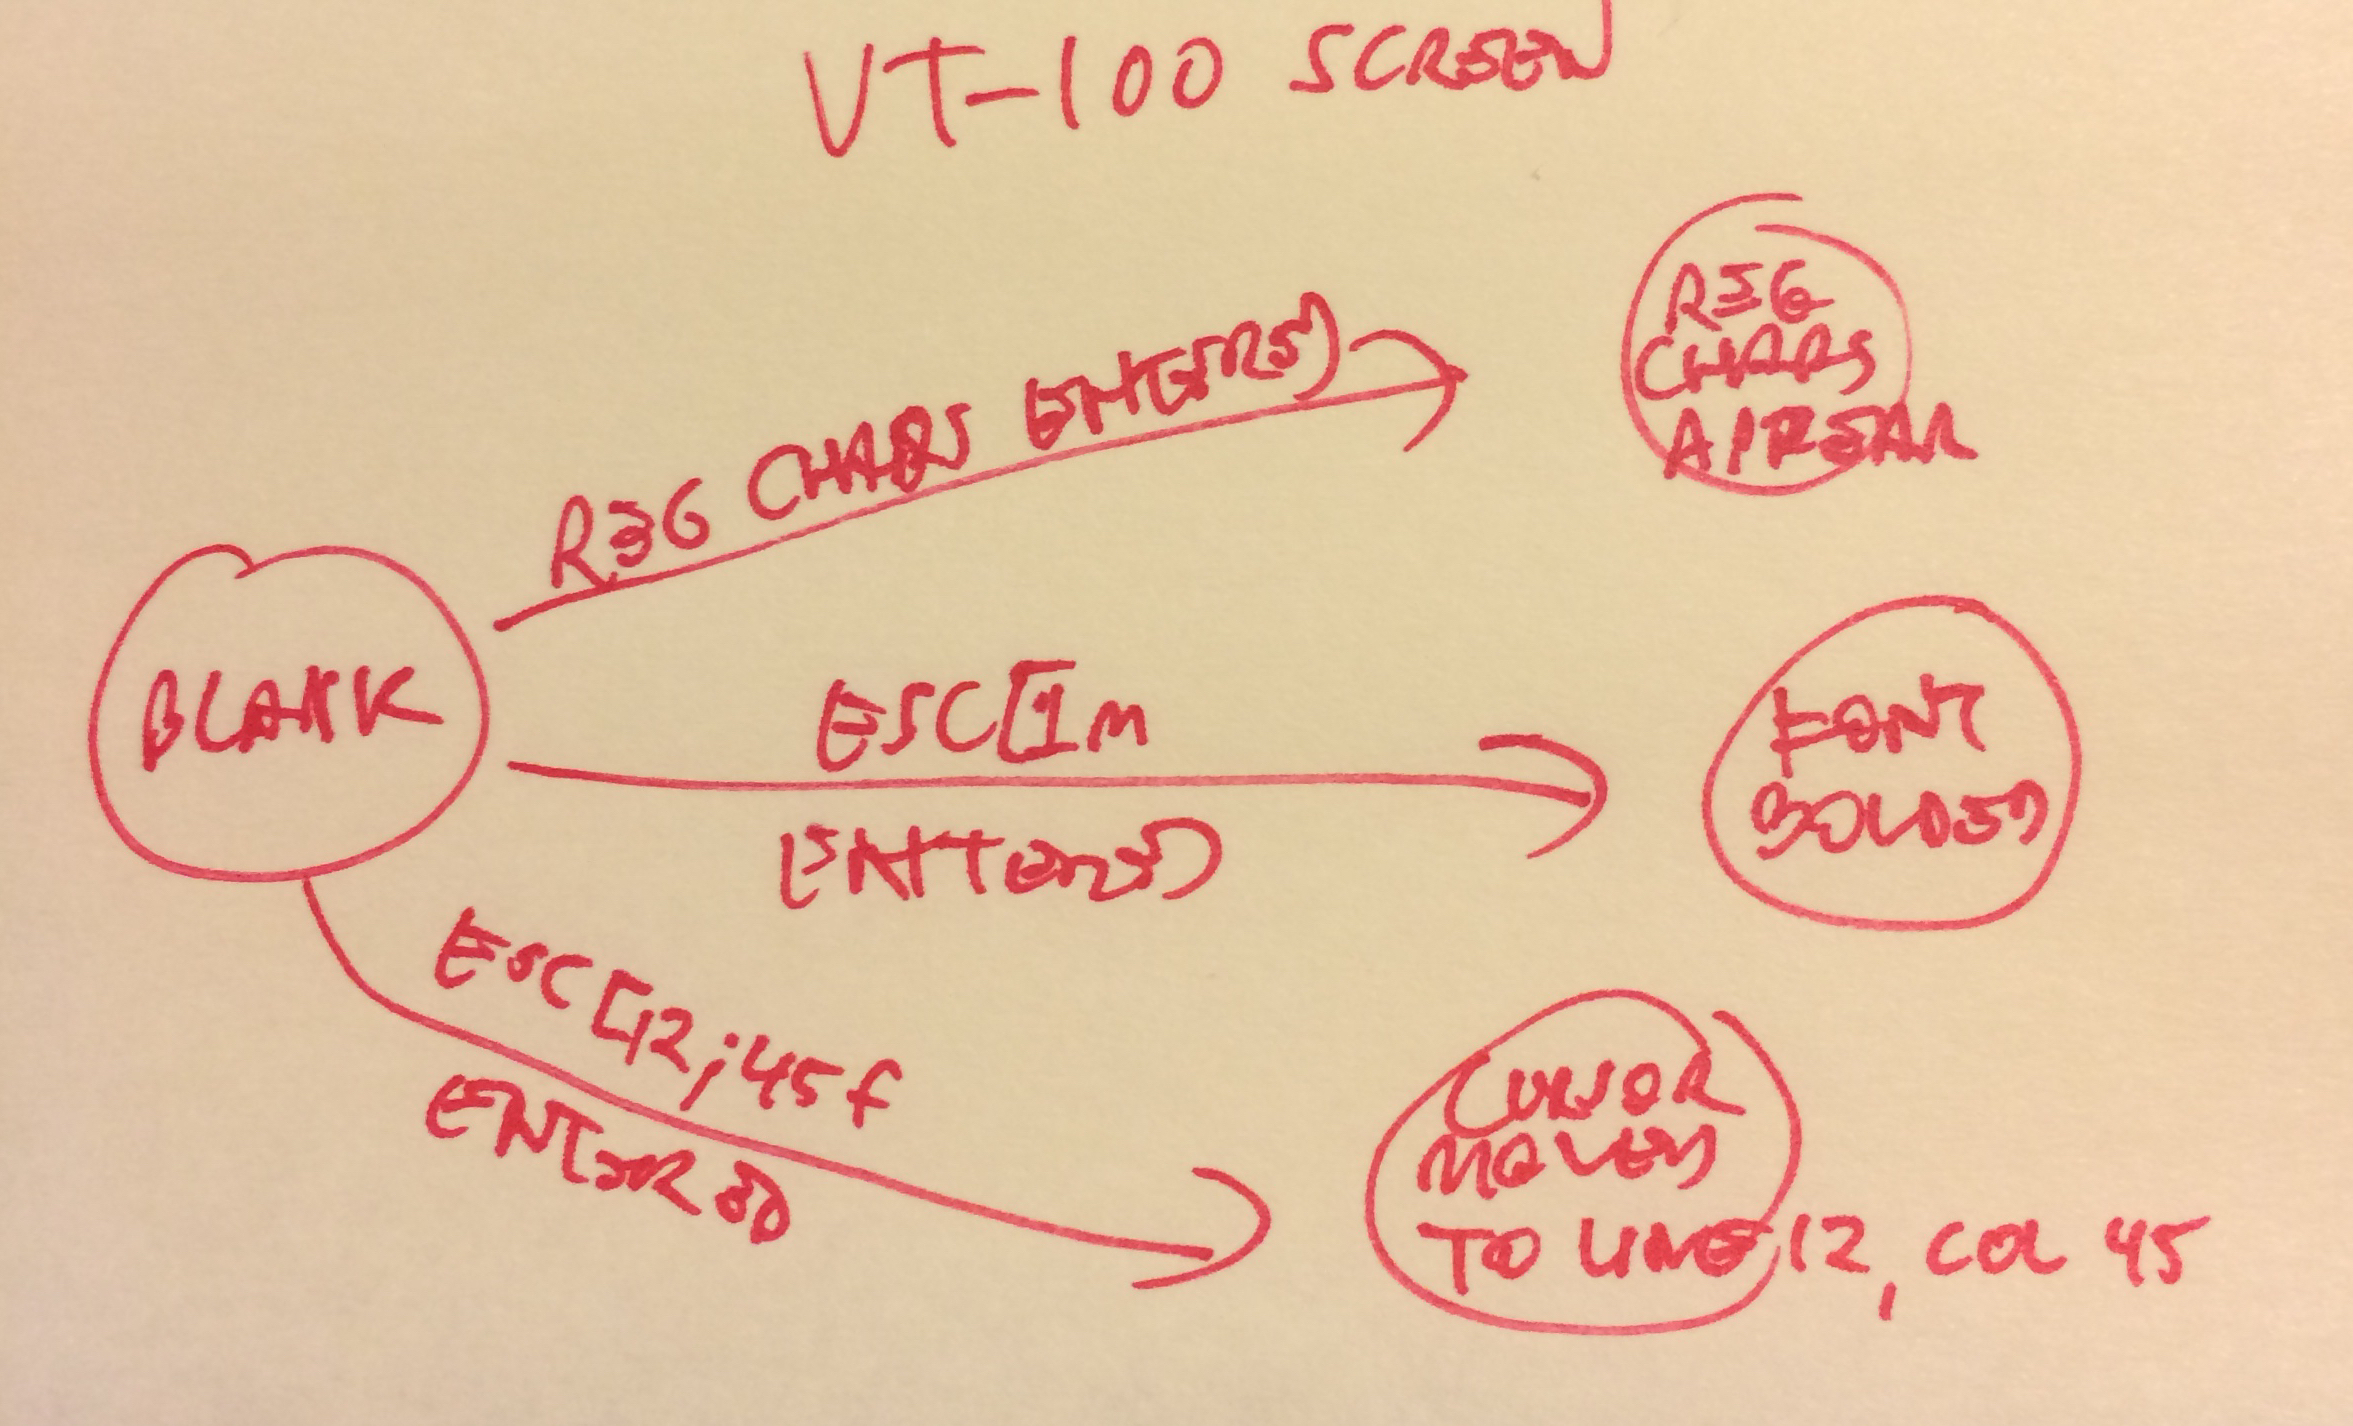 VT-100 SCREEN
REG CHARS ENTERED
REG
CHARS
APPEAR
BLANK
ESC[1m
ENTERED
FONT
BOLDED
ESC[12;45f
ENTERED
CURSOR
MOVED
TO LINE 12, COL 45